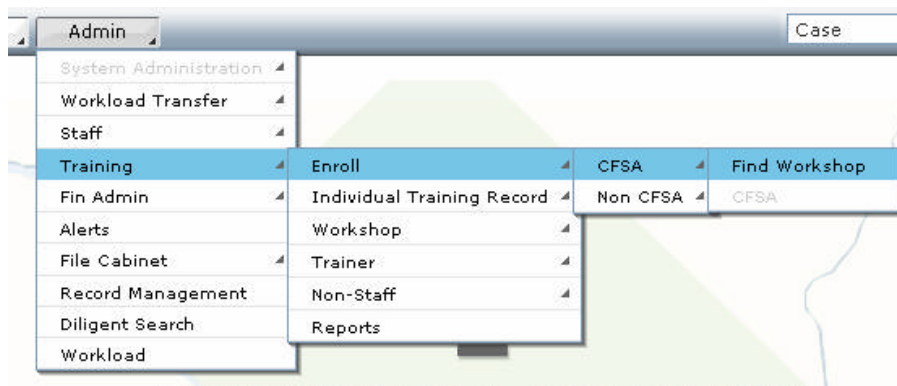 Admin
Case
System Administration
Workload Transfer
Staff
Training
Enroll
CFSA
Find Workshop
Fin Admin
Individual Training Record
Non CFSA
CFSA
Alerts
Workshop
File Cabinet
Trainer
Record Management
Non-Staff
Diligent Search
Reports
Workload